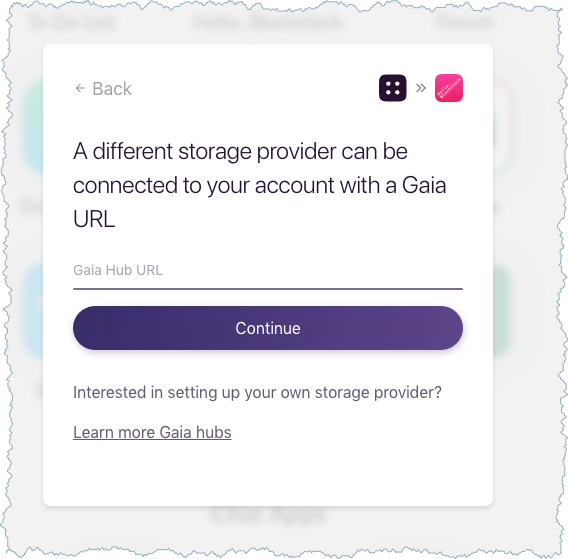 To-Do List Hello, Blockstack Forum
← Back
»
A different storage provider can be
connected to your account with a Gaia
URL
Gaia Hub URL
Continue
Interested in setting up your own storage provider?
Learn more Gaia hubs
Chat Apps